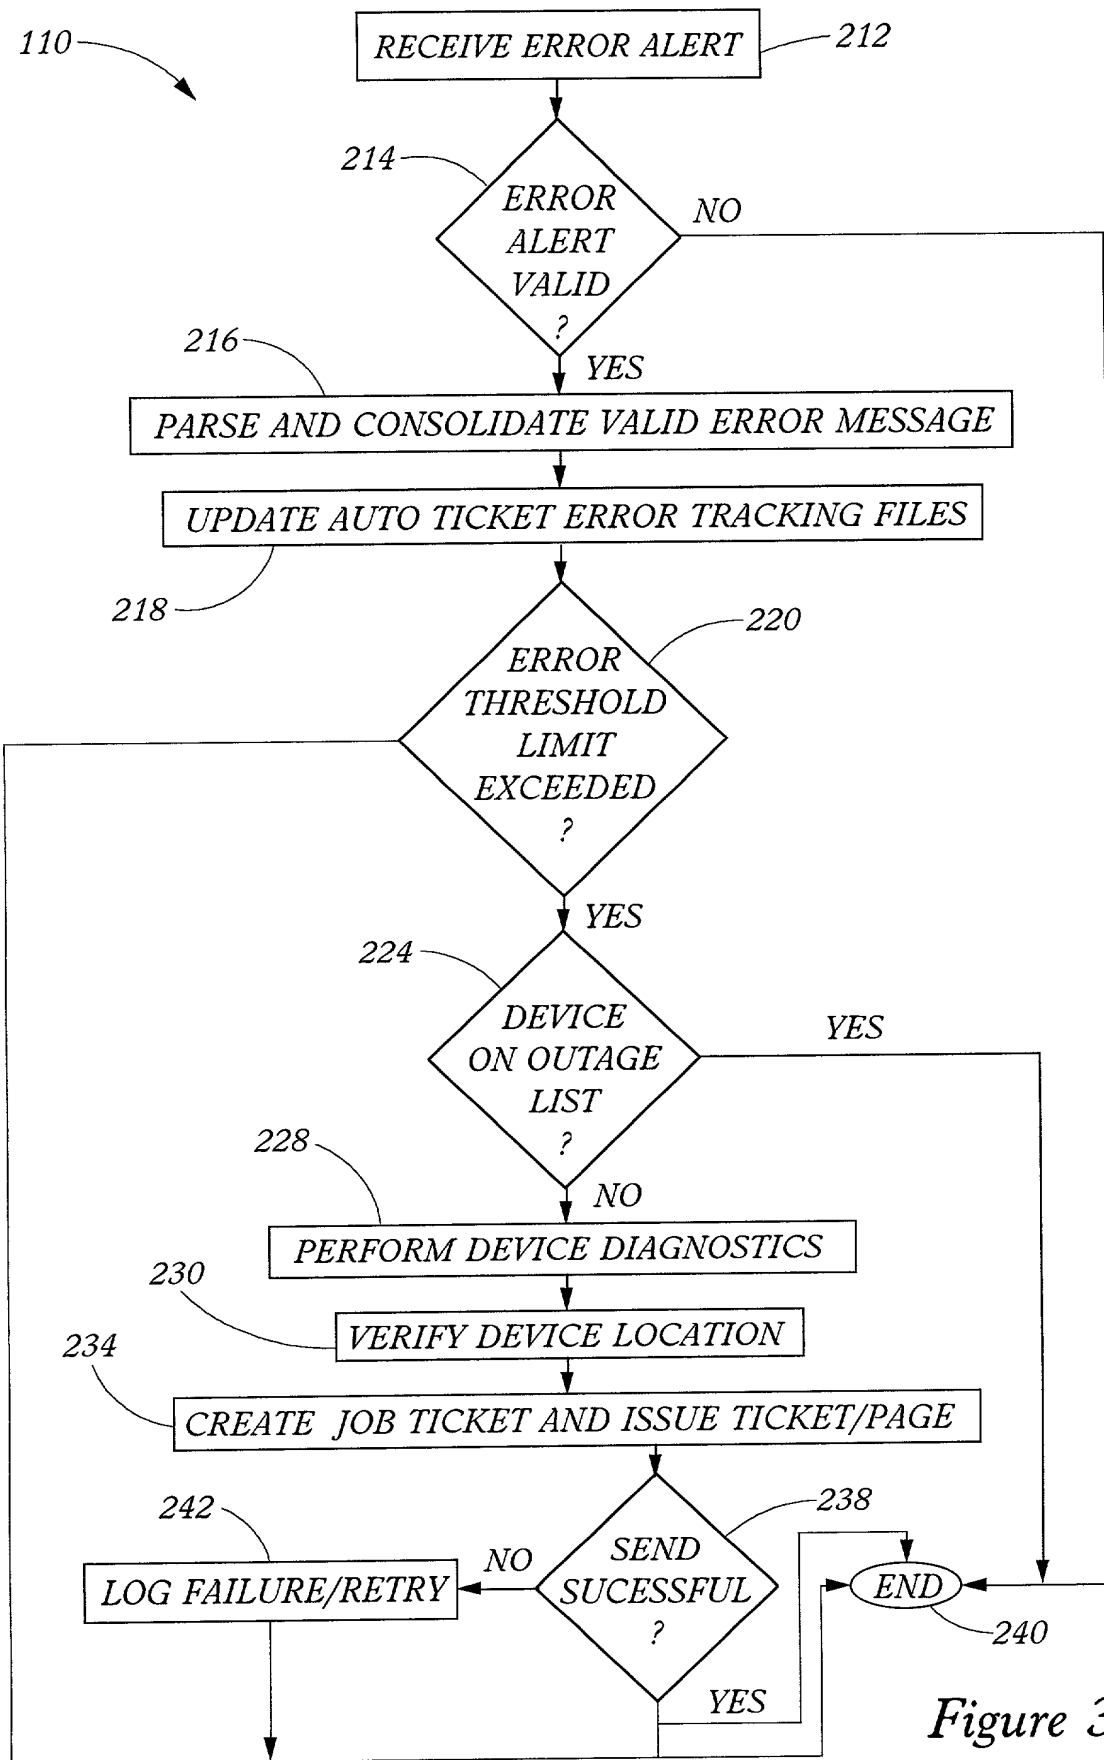 110
RECEIVE ERROR ALERT
212
214
ERROR
ALERT
VALID
?
NO
YES
216
PARSE AND CONSOLIDATE VALID ERROR MESSAGE
UPDATE AUTO TICKET ERROR TRACKING FILES
218
220
ERROR
THRESHOLD
LIMIT
EXCEEDED
?
YES
224
DEVICE
ON OUTAGE
LIST
?
YES
NO
228
PERFORM DEVICE DIAGNOSTICS
230
VERIFY DEVICE LOCATION
234
CREATE JOB TICKET AND ISSUE TICKET/PAGE
238
242
SEND
SUCESSFUL
?
NO
LOG FAILURE/RETRY
END
240
YES
Figure 3